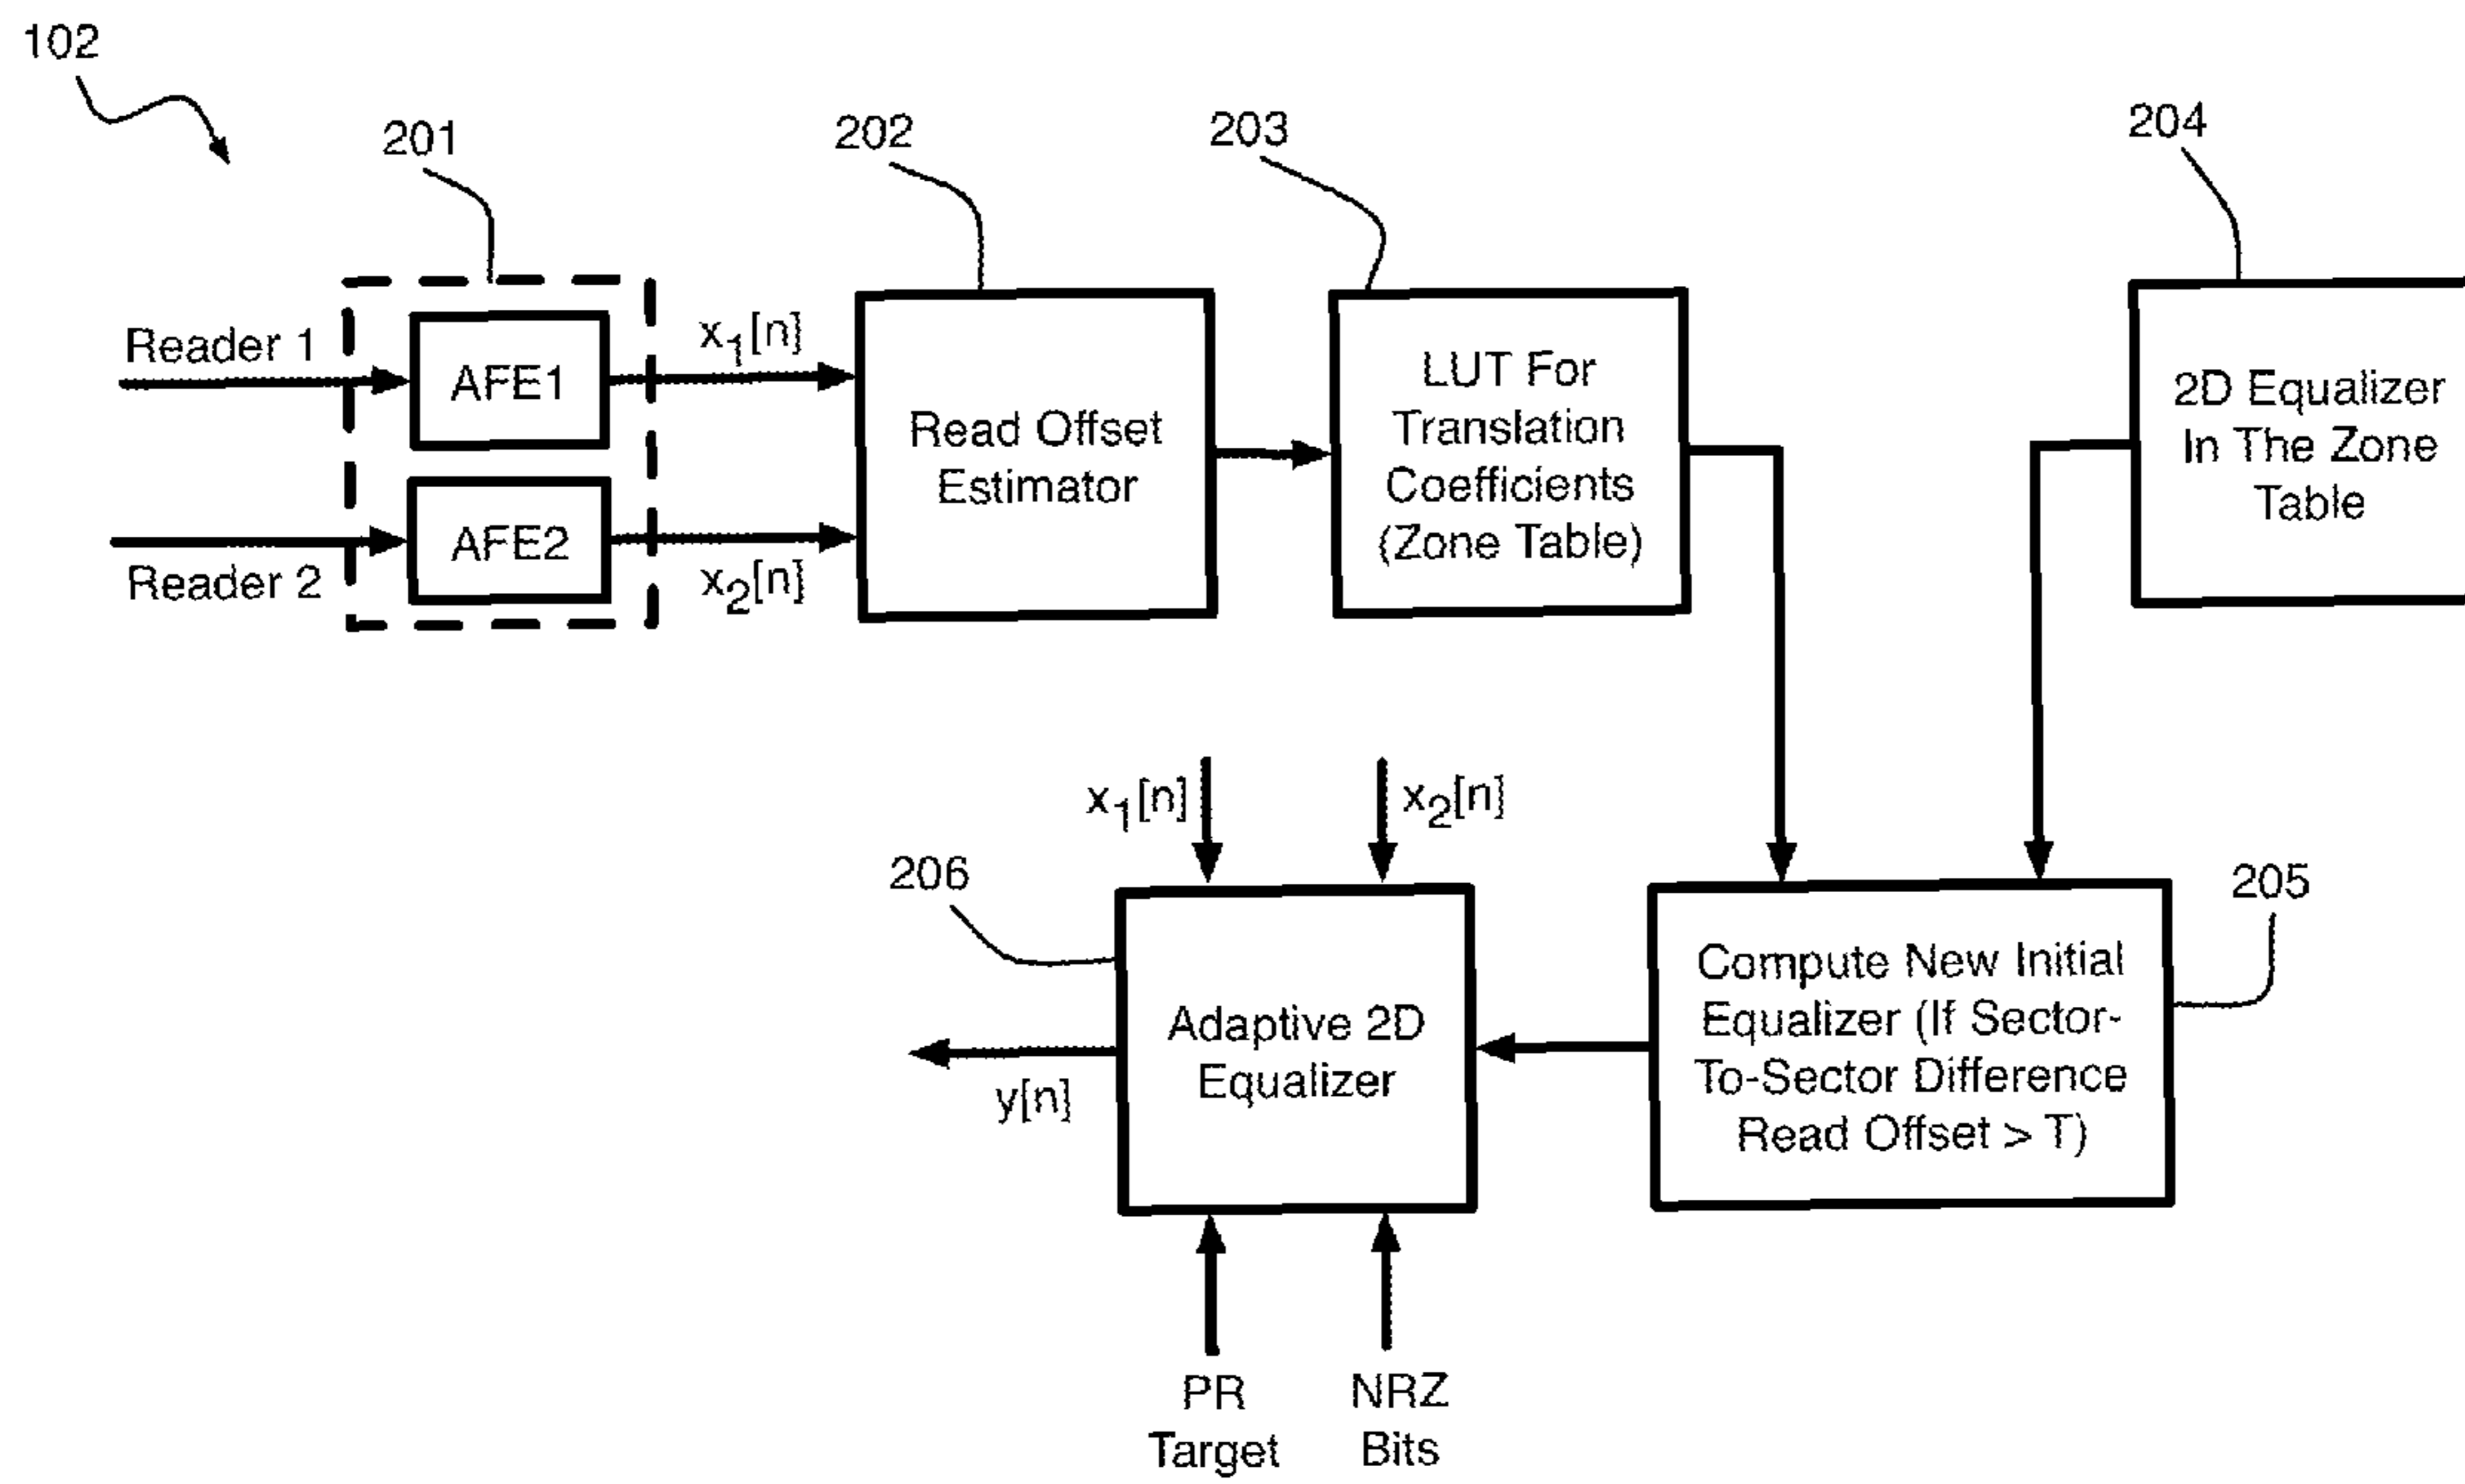 102
201
202
203
204
Reader 1
AFE1
x₁[n]
Reader 2
AFE2
x₂[n]
Read Offset
Estimator
LUT For
Translation
Coefficients
(Zone Table)
2D Equalizer
In The Zone
Table
x₁[n]
x₂[n]
206
205
Adaptive 2D
Equalizer
y[n]
Compute New Initial
Equalizer (If Sector-
To-Sector Difference
Read Offset > T)
PR
Target
NRZ
Bits